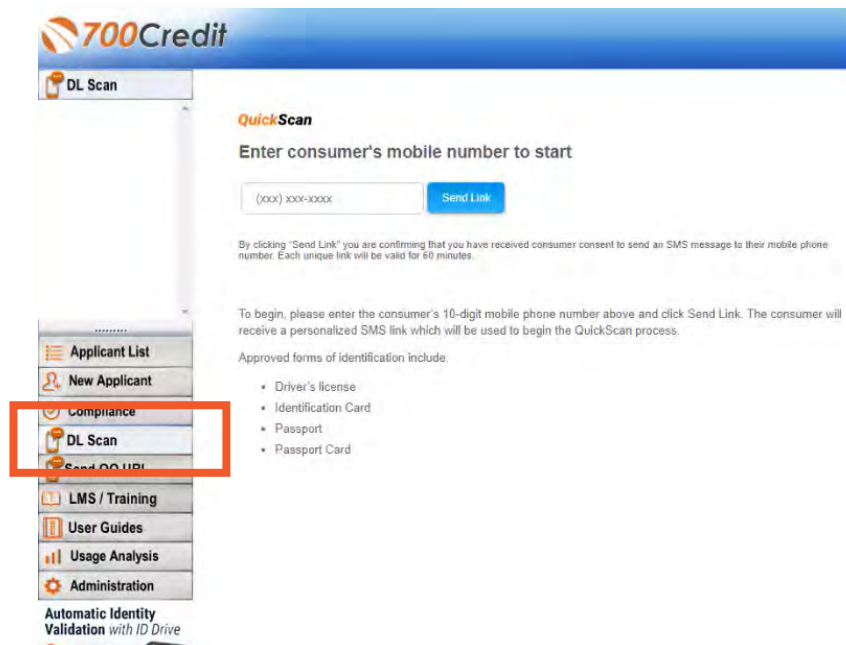 700Credit
DL Scan
QuickScan
Enter consumer's mobile number to start
(xxx) xxx-xxxx
Send Link
By clicking "Send Link" you are confirming that you have received consumer consent to send an SMS message to their mobile phone
number. Each unique link will be valid for 60 minutes.
To begin, please enter the consumer's 10-digit mobile phone number above and click Send Link. The consumer will
receive a personalized SMS link which will be used to begin the QuickScan process.
Approved forms of identification include:
• Driver's license
• Identification Card
• Passport
• Passport Card
Applicant List
New Applicant
Compliance
DL Scan
Send QQ URL
LMS / Training
User Guides
Usage Analysis
Administration
Automatic Identity
Validation with ID Drive